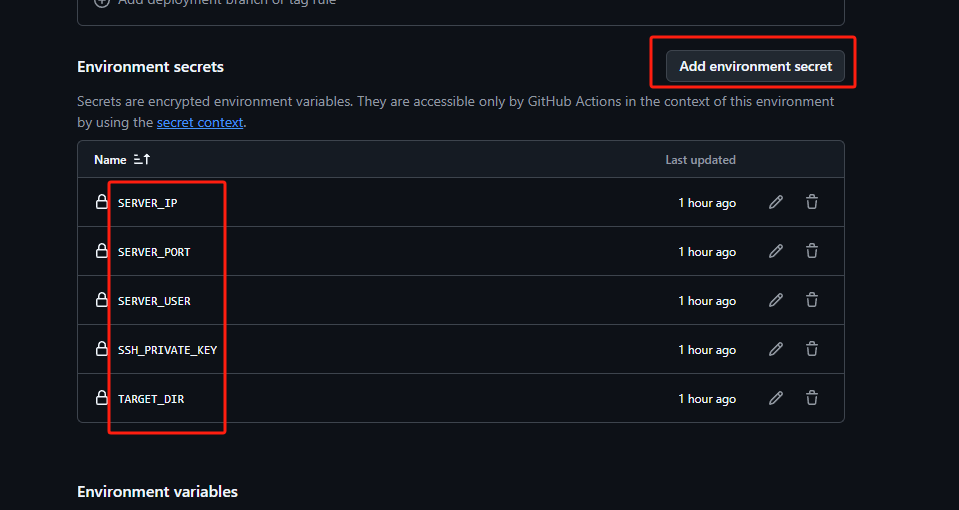 Add deployment branch or tag rule
Environment secrets
Add environment secret
Secrets are encrypted environment variables. They are accessible only by GitHub Actions in the context of this environment
by using the secret context.
Name
Last updated
SERVER_IP
1 hour ago
SERVER_PORT
1 hour ago
SERVER_USER
1 hour ago
SSH_PRIVATE_KEY
1 hour ago
TARGET_DIR
1 hour ago
Environment variables